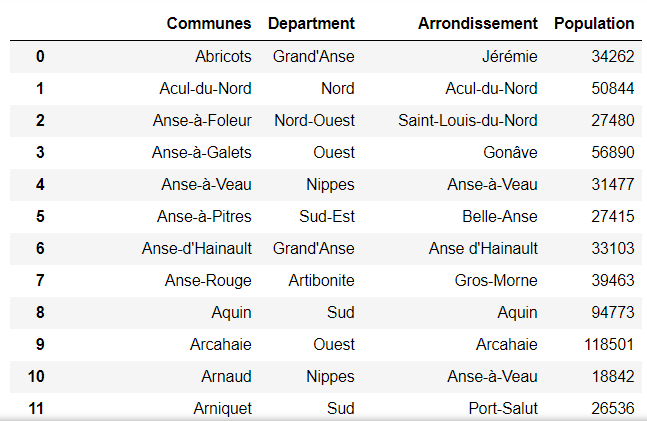 Communes Department Arrondissement Population
0 Abricots Grand'Anse Jérémie 34262
1 Acul-du-Nord Nord Acul-du-Nord 50844
2 Anse-à-Foleur Nord-Ouest Saint-Louis-du-Nord 27480
3 Anse-à-Galets Ouest Gonâve 56890
4 Anse-à-Veau Nippes Anse-à-Veau 31477
5 Anse-à-Pitres Sud-Est Belle-Anse 27415
6 Anse-d'Hainault Grand'Anse Anse d'Hainault 33103
7 Anse-Rouge Artibonite Gros-Morne 39463
8 Aquin Sud Aquin 94773
9 Arcahaie Ouest Arcahaie 118501
10 Arnaud Nippes Anse-à-Veau 18842
11 Arniquet Sud Port-Salut 26536